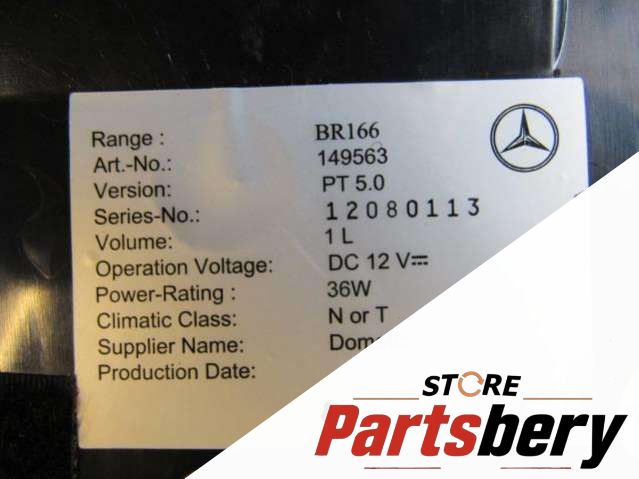 Range : BR166
Art.-No.: 149563
Version: PT 5.0
Series-No.: 12080113
Volume: 1 L
Operation Voltage: DC 12 V⎓
Power-Rating : 36W
Climatic Class: N or T
Supplier Name:
Production Date:
STORE
Partsbery